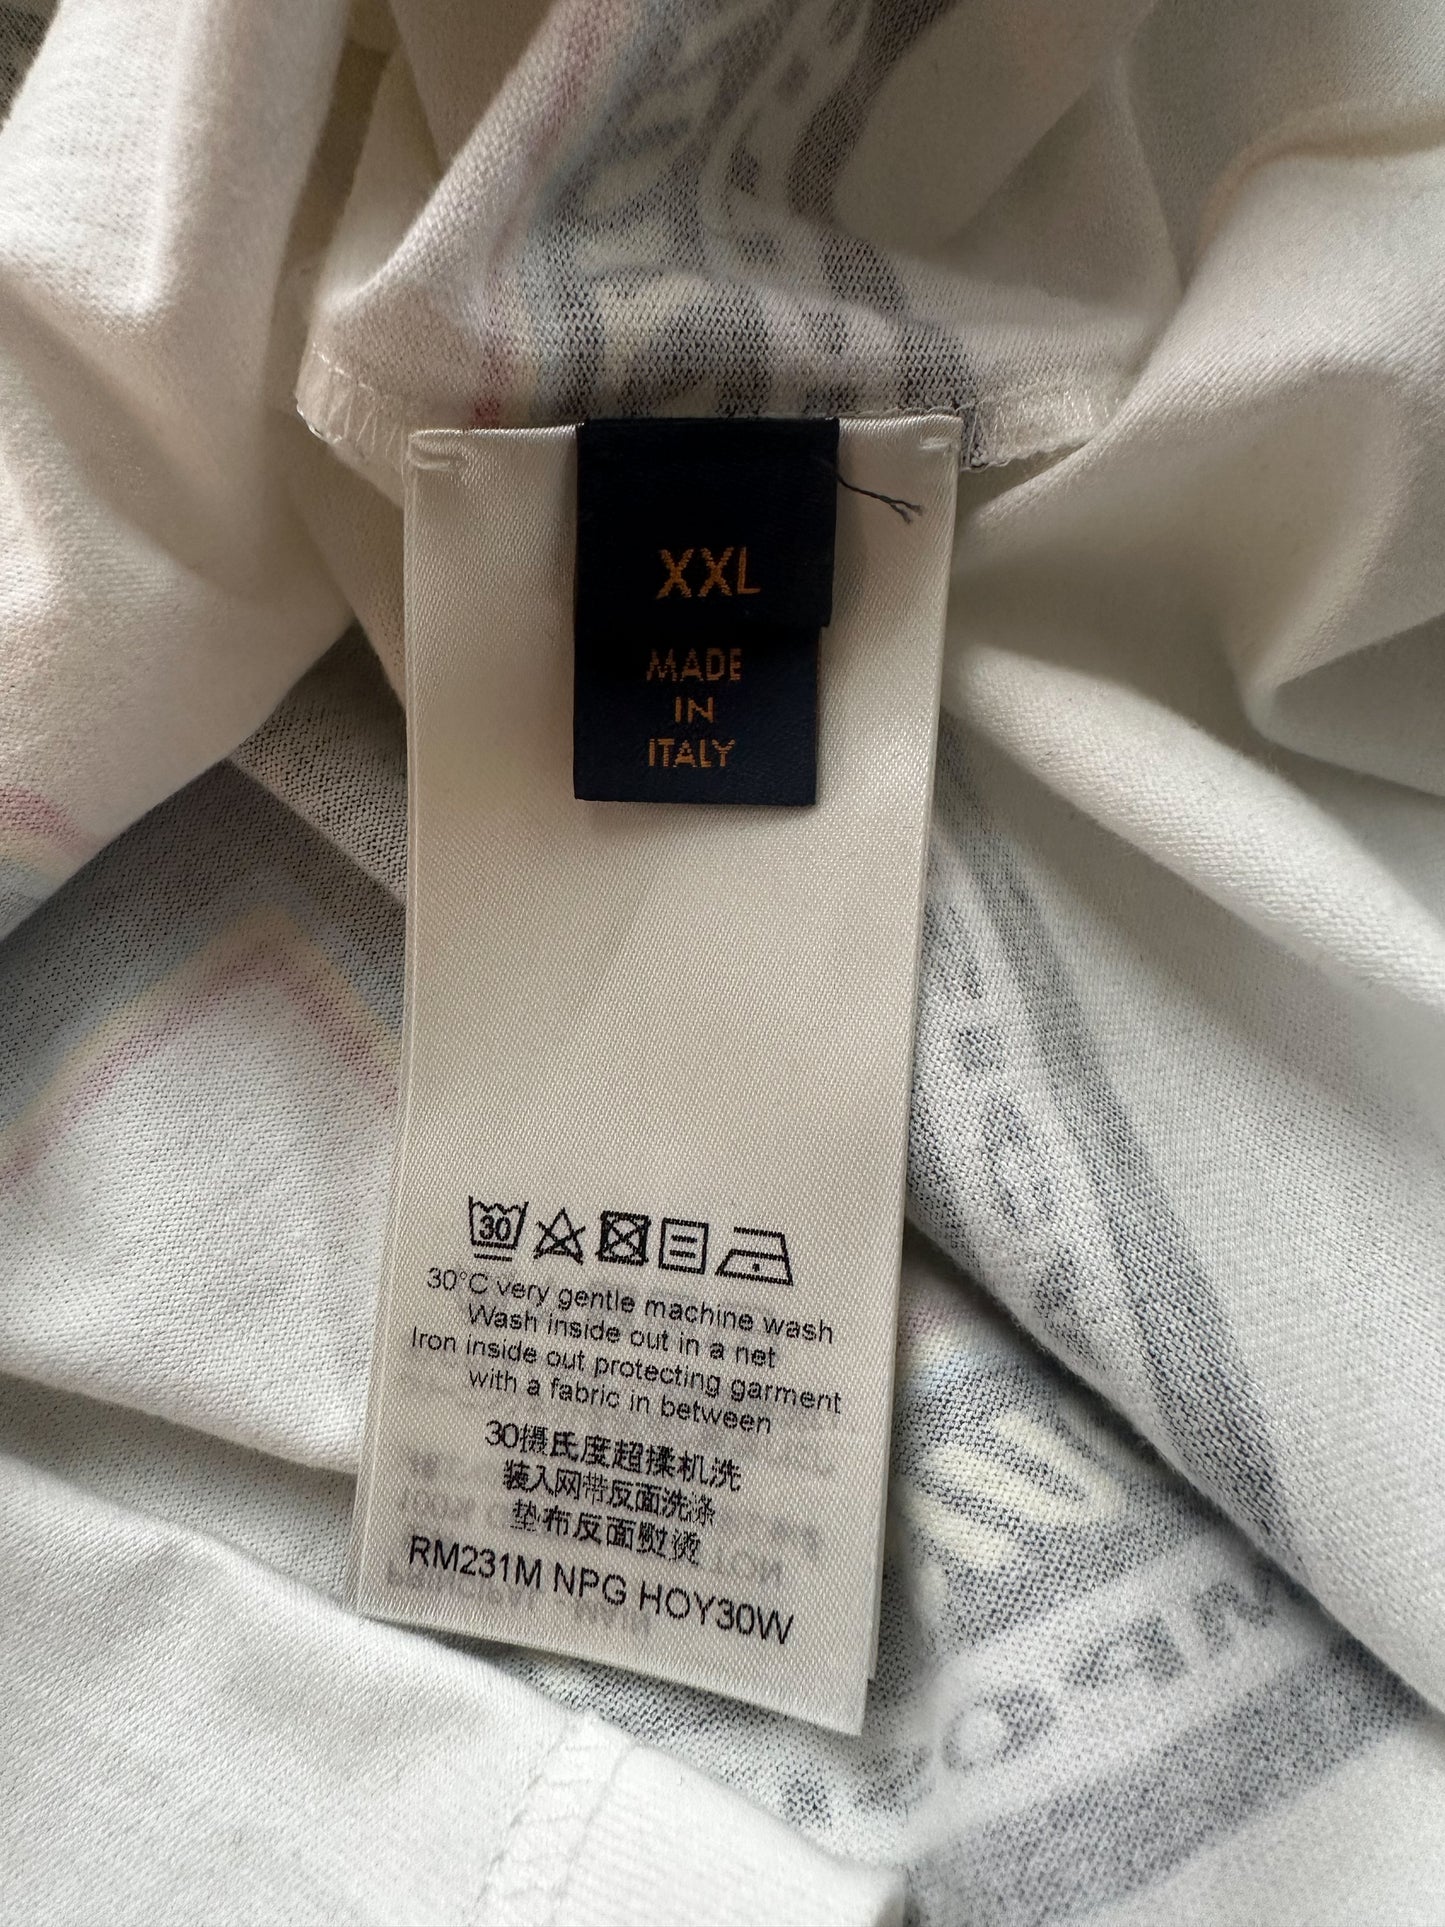 XXL
MADE
IN
ITALY
30
30°C very gentle machine wash
Wash inside out in a net
Iron inside out protecting garment
with a fabric in between
30摄氏度超揉机洗
装入网带反面洗涤
垫布反面熨烫
RM231M NPG HOY30W